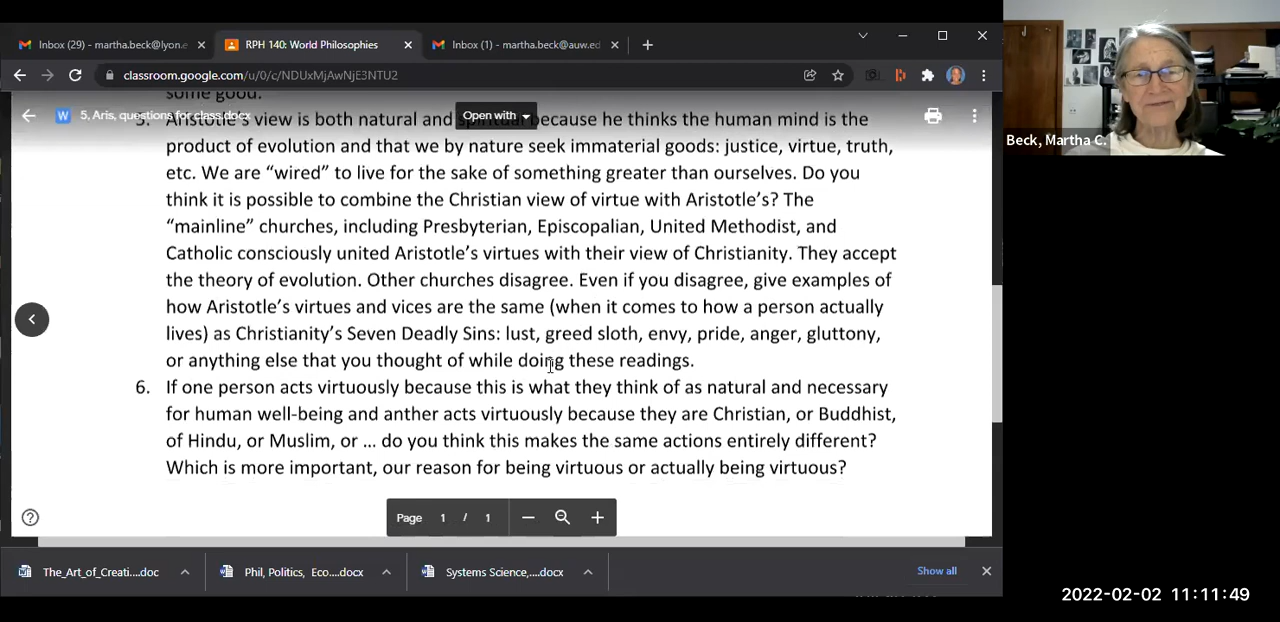 Inbox (29) - martha.beck@lyon.e
RPH 140: World Philosophies
Inbox (1) - martha.beck@auw.ed
classroom.google.com/u/0/c/NDUxMjAwNjE3NTU2
some good.
5. Aris, questions for class.docx
Open with
5. Aristotle's view is both natural and spiritual because he thinks the human mind is the
product of evolution and that we by nature seek immaterial goods: justice, virtue, truth,
etc. We are "wired" to live for the sake of something greater than ourselves. Do you
think it is possible to combine the Christian view of virtue with Aristotle's? The
"mainline" churches, including Presbyterian, Episcopalian, United Methodist, and
Catholic consciously united Aristotle's virtues with their view of Christianity. They accept
the theory of evolution. Other churches disagree. Even if you disagree, give examples of
how Aristotle's virtues and vices are the same (when it comes to how a person actually
lives) as Christianity's Seven Deadly Sins: lust, greed sloth, envy, pride, anger, gluttony,
or anything else that you thought of while doing these readings.
6. If one person acts virtuously because this is what they think of as natural and necessary
for human well-being and anther acts virtuously because they are Christian, or Buddhist,
of Hindu, or Muslim, or ... do you think this makes the same actions entirely different?
Which is more important, our reason for being virtuous or actually being virtuous?
Page 1 / 1
The_Art_of_Creati....doc
Phil, Politics, Eco....docx
Systems Science,....docx
Show all
Beck, Martha C.
2022-02-02 11:11:49